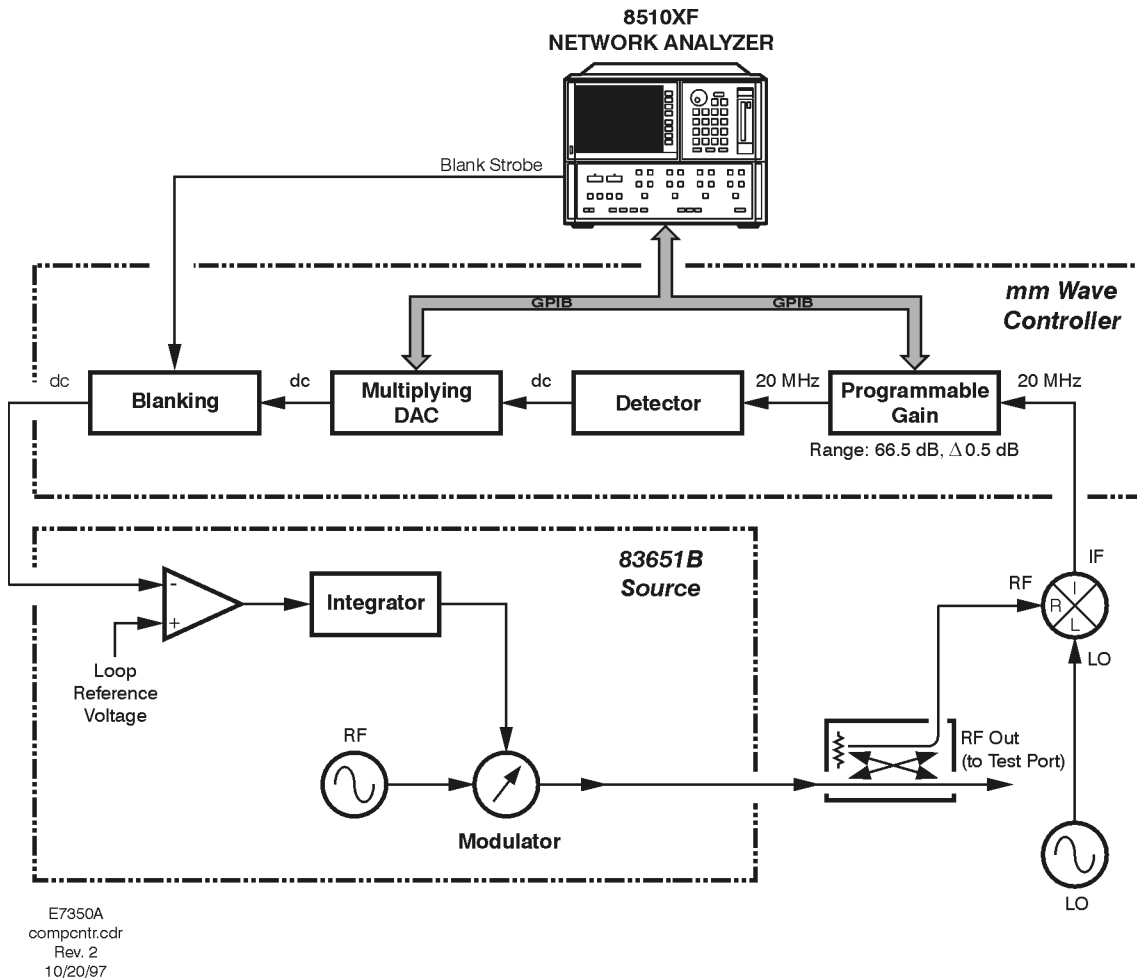 8510XF
NETWORK ANALYZER
Blank Strobe
GPIB
GPIB
mm Wave
Controller
dc
Blanking
dc
Multiplying
DAC
dc
Detector
20 MHz
Programmable
Gain
20 MHz
Range: 66.5 dB, Δ 0.5 dB
83651B
Source
-
+
Integrator
Loop
Reference
Voltage
RF
Modulator
RF
IF
I
R
L
LO
RF Out
(to Test Port)
LO
E7350A
compcntr.cdr
Rev. 2
10/20/97